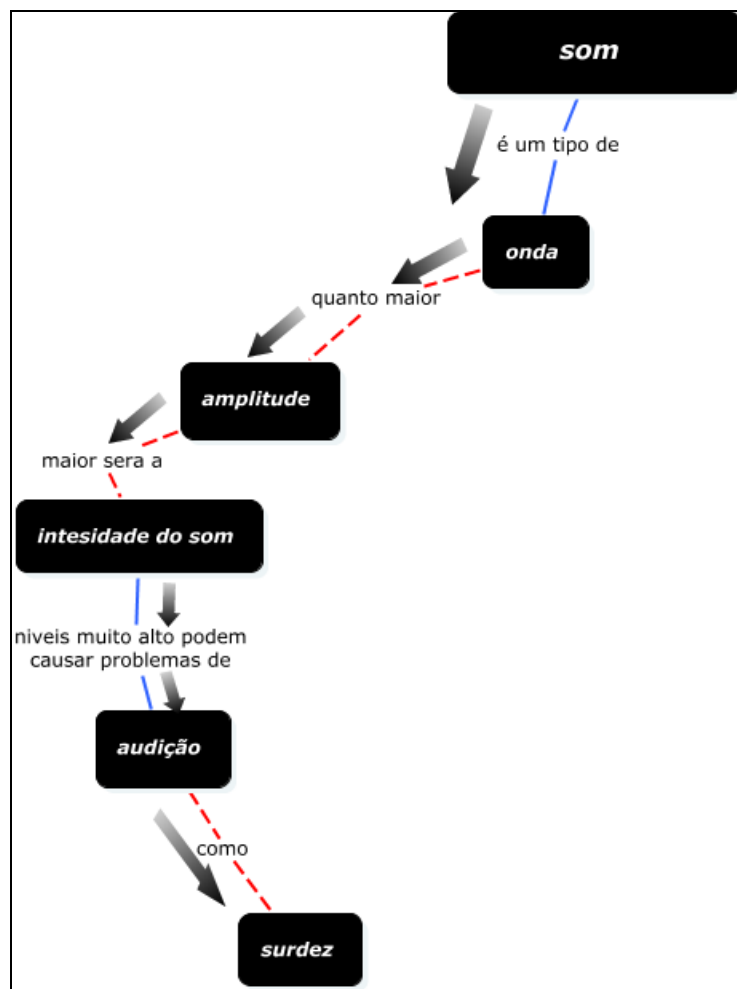 som
é um tipo de
onda
quanto maior
amplitude
maior sera a
intesidade do som
niveis muito alto podem
causar problemas de
audição
como
surdez